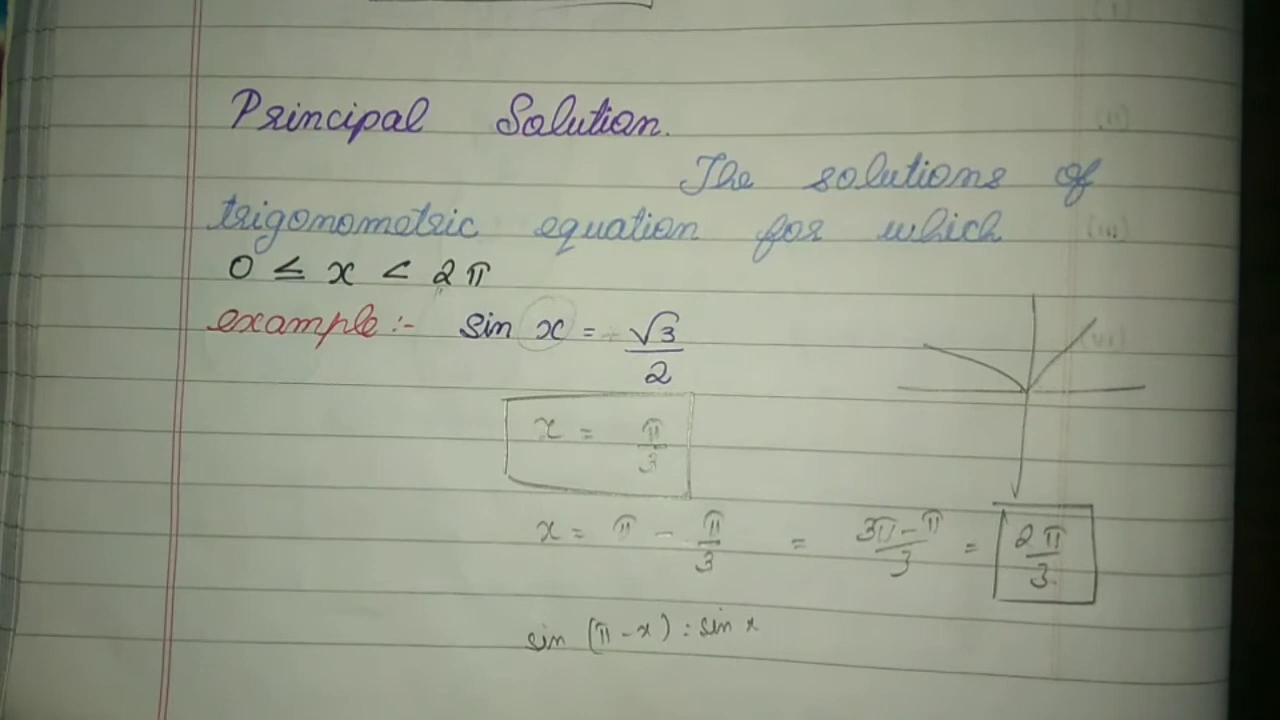 Principal Solution.
The solutions of
trigonometric equation for which
0 ≤ x < 2π
example :- sin x = √3/2
x = π/3
x = π - π/3 = 3π-π/3 = 2π/3
sin (π-x) = sin x